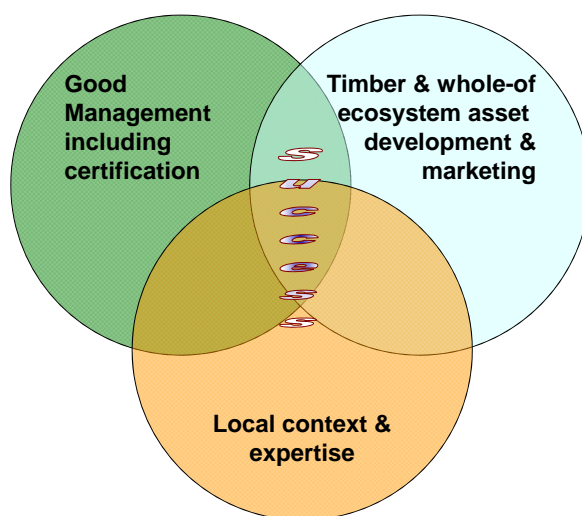 Good
Management
including
certification
Timber & whole-of
ecosystem asset
development &
marketing
S
u
c
c
e
s
s
Local context &
expertise